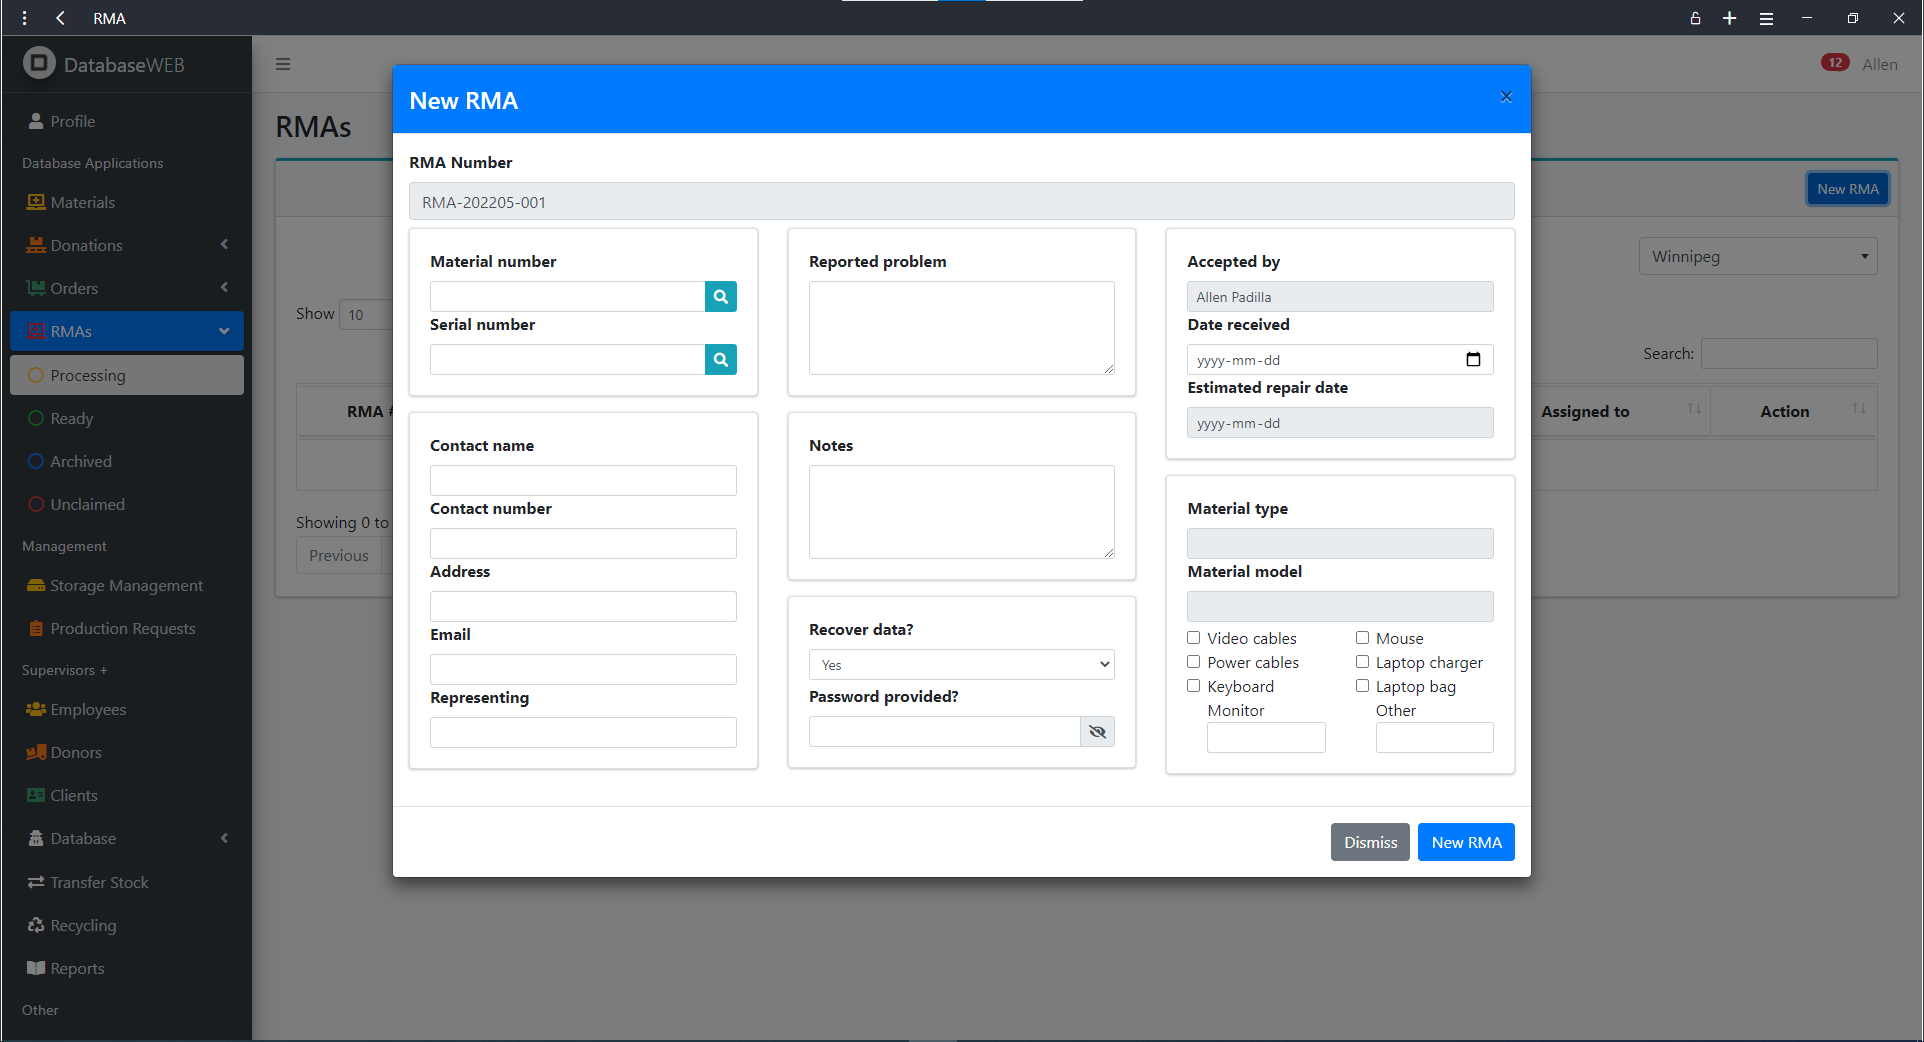 RMA
DatabaseWEB
Profile
Database Applications
Materials
Donations
Orders
RMAs
Processing
Ready
Archived
Unclaimed
Management
Storage Management
Production Requests
Supervisors +
Employees
Donors
Clients
Database
Transfer Stock
Recycling
Reports
Other
12 Allen
RMAs
New RMA
Winnipeg
Show 10
Search:
RMA #
Assigned to
Action
Showing 0 to
Previous
New RMA
×
RMA Number
RMA-202205-001
Material number
Serial number
Contact name
Contact number
Address
Email
Representing
Reported problem
Notes
Recover data?
Yes
Password provided?
Accepted by
Allen Padilla
Date received
yyyy-mm-dd
Estimated repair date
yyyy-mm-dd
Material type
Material model
Video cables Mouse
Power cables Laptop charger
Keyboard Laptop bag
Monitor Other
Dismiss New RMA